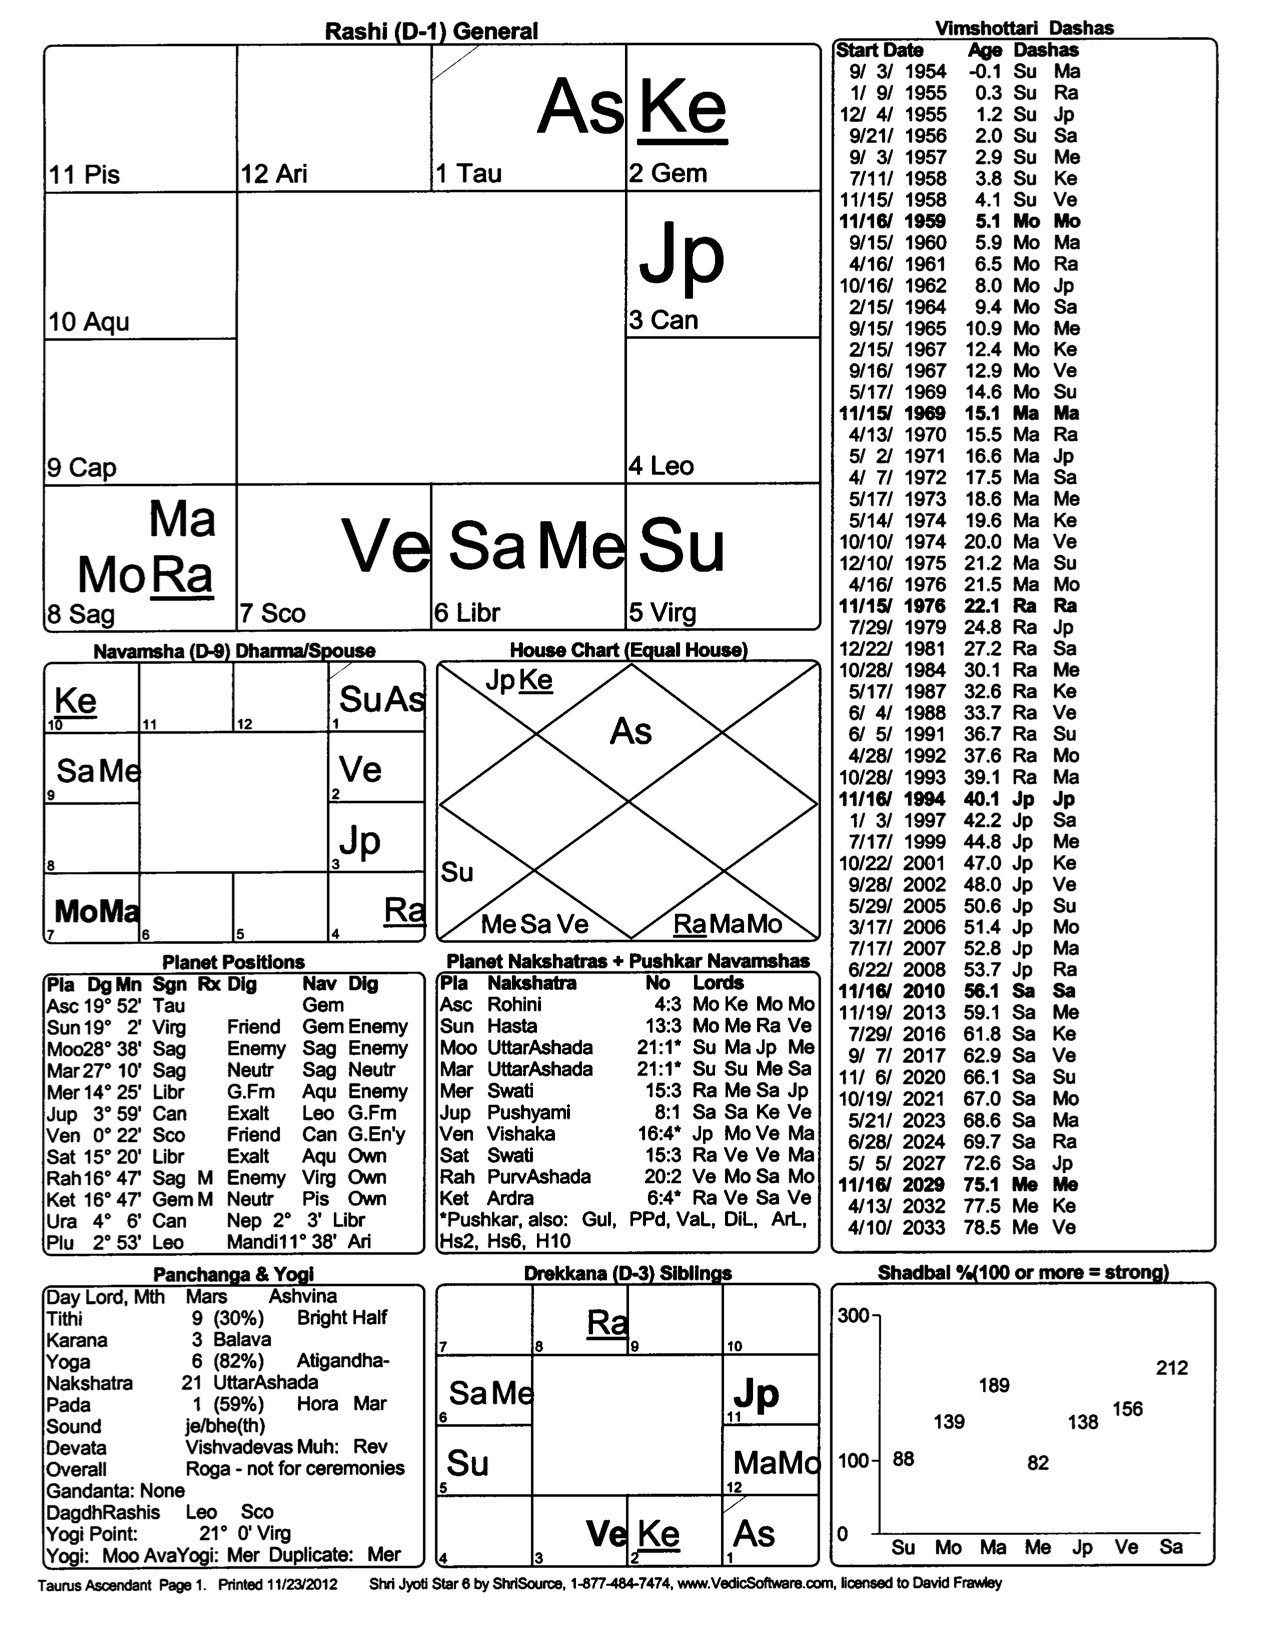 Rashi (D-1) General
As Ke
11 Pis 12 Ari 1 Tau 2 Gem
Jp
10 Aqu 3 Can
9 Cap 4 Leo
Ma
Mo Ra Ve Sa Me Su
8 Sag 7 Sco 6 Libr 5 Virg
Vimshottari Dashas
Start Date Age Dashas
9/ 3/ 1954 -0.1 Su Ma
1/ 9/ 1955 0.3 Su Ra
12/ 4/ 1955 1.2 Su Jp
9/21/ 1956 2.0 Su Sa
9/ 3/ 1957 2.9 Su Me
7/11/ 1958 3.8 Su Ke
11/15/ 1958 4.1 Su Ve
11/16/ 1959 5.1 Mo Mo
9/15/ 1960 5.9 Mo Ma
4/16/ 1961 6.5 Mo Ra
10/16/ 1962 8.0 Mo Jp
2/15/ 1964 9.4 Mo Sa
9/15/ 1965 10.9 Mo Me
2/15/ 1967 12.4 Mo Ke
9/16/ 1967 12.9 Mo Ve
5/17/ 1969 14.6 Mo Su
11/15/ 1969 15.1 Ma Ma
4/13/ 1970 15.5 Ma Ra
5/ 2/ 1971 16.6 Ma Jp
4/ 7/ 1972 17.5 Ma Sa
5/17/ 1973 18.6 Ma Me
5/14/ 1974 19.6 Ma Ke
10/10/ 1974 20.0 Ma Ve
12/10/ 1975 21.2 Ma Su
4/16/ 1976 21.5 Ma Mo
11/15/ 1976 22.1 Ra Ra
7/29/ 1979 24.8 Ra Jp
12/22/ 1981 27.2 Ra Sa
10/28/ 1984 30.1 Ra Me
5/17/ 1987 32.6 Ra Ke
6/ 4/ 1988 33.7 Ra Ve
6/ 5/ 1991 36.7 Ra Su
4/28/ 1992 37.6 Ra Mo
10/28/ 1993 39.1 Ra Ma
11/16/ 1994 40.1 Jp Jp
1/ 3/ 1997 42.2 Jp Sa
7/17/ 1999 44.8 Jp Me
10/22/ 2001 47.0 Jp Ke
9/28/ 2002 48.0 Jp Ve
5/29/ 2005 50.6 Jp Su
3/17/ 2006 51.4 Jp Mo
7/17/ 2007 52.8 Jp Ma
6/22/ 2008 53.7 Jp Ra
11/16/ 2010 56.1 Sa Sa
11/19/ 2013 59.1 Sa Me
7/29/ 2016 61.8 Sa Ke
9/ 7/ 2017 62.9 Sa Ve
11/ 6/ 2020 66.1 Sa Su
10/19/ 2021 67.0 Sa Mo
5/21/ 2023 68.6 Sa Ma
6/28/ 2024 69.7 Sa Ra
5/ 5/ 2027 72.6 Sa Jp
11/16/ 2029 75.1 Me Me
4/13/ 2032 77.5 Me Ke
4/10/ 2033 78.5 Me Ve
Navamsha (D-9) Dharma/Spouse
Ke Su As
10 11 12 1
Sa Me Ve
9 2
Jp
8 3
MoMa Ra
7 6 5 4
House Chart (Equal House)
Jp Ke
As
Su
Me Sa Ve Ra Ma Mo
Planet Positions
Pla Dg Mn Sgn Rx Dig Nav Dig
Asc 19° 52' Tau Gem
Sun 19° 2' Virg Friend Gem Enemy
Moo28° 38' Sag Enemy Sag Enemy
Mar 27° 10' Sag Neutr Sag Neutr
Mer 14° 25' Libr G.Fm Aqu Enemy
Jup 3° 59' Can Exalt Leo G.Fm
Ven 0° 22' Sco Friend Can G.En'y
Sat 15° 20' Libr Exalt Aqu Own
Rah 16° 47' Sag M Enemy Virg Own
Ket 16° 47' Gem M Neutr Pis Own
Ura 4° 6' Can Nep 2° 3' Libr
Plu 2° 53' Leo Mandi11° 38' Ari
Planet Nakshatras + Pushkar Navamshas
Pla Nakshatra No Lords
Asc Rohini 4:3 Mo Ke Mo Mo
Sun Hasta 13:3 Mo Me Ra Ve
Moo UttarAshada 21:1* Su Ma Jp Me
Mar UttarAshada 21:1* Su Su Me Sa
Mer Swati 15:3 Ra Me Sa Jp
Jup Pushyami 8:1 Sa Sa Ke Ve
Ven Vishaka 16:4* Jp Mo Ve Ma
Sat Swati 15:3 Ra Ve Ve Ma
Rah PurvAshada 20:2 Ve Mo Sa Mo
Ket Ardra 6:4* Ra Ve Sa Ve
*Pushkar, also: Gul, PPd, VaL, DiL, ArL,
Hs2, Hs6, H10
Panchanga & Yogi
Day Lord, Mth Mars Ashvina
Tithi 9 (30%) Bright Half
Karana 3 Balava
Yoga 6 (82%) Atigandha-
Nakshatra 21 UttarAshada
Pada 1 (59%) Hora Mar
Sound je/bhe(th)
Devata Vishvadevas Muh: Rev
Overall Roga - not for ceremonies
Gandanta: None
DagdhRashis Leo Sco
Yogi Point: 21° 0' Virg
Yogi: Moo AvaYogi: Mer Duplicate: Mer
Drekkana (D-3) Siblings
Ra
7 8 9 10
Sa Me Jp
6 11
Su MaMo
5 12
Ve Ke As
4 3 2 1
Shadbal %(100 or more = strong)
300
212
189
156
139 138
100 88 82
0
Su Mo Ma Me Jp Ve Sa
Taurus Ascendant Page 1. Printed 11/23/2012 Shri Jyoti Star 6 by ShriSource, 1-877-484-7474, www.VedicSoftware.com, licensed to David Frawley